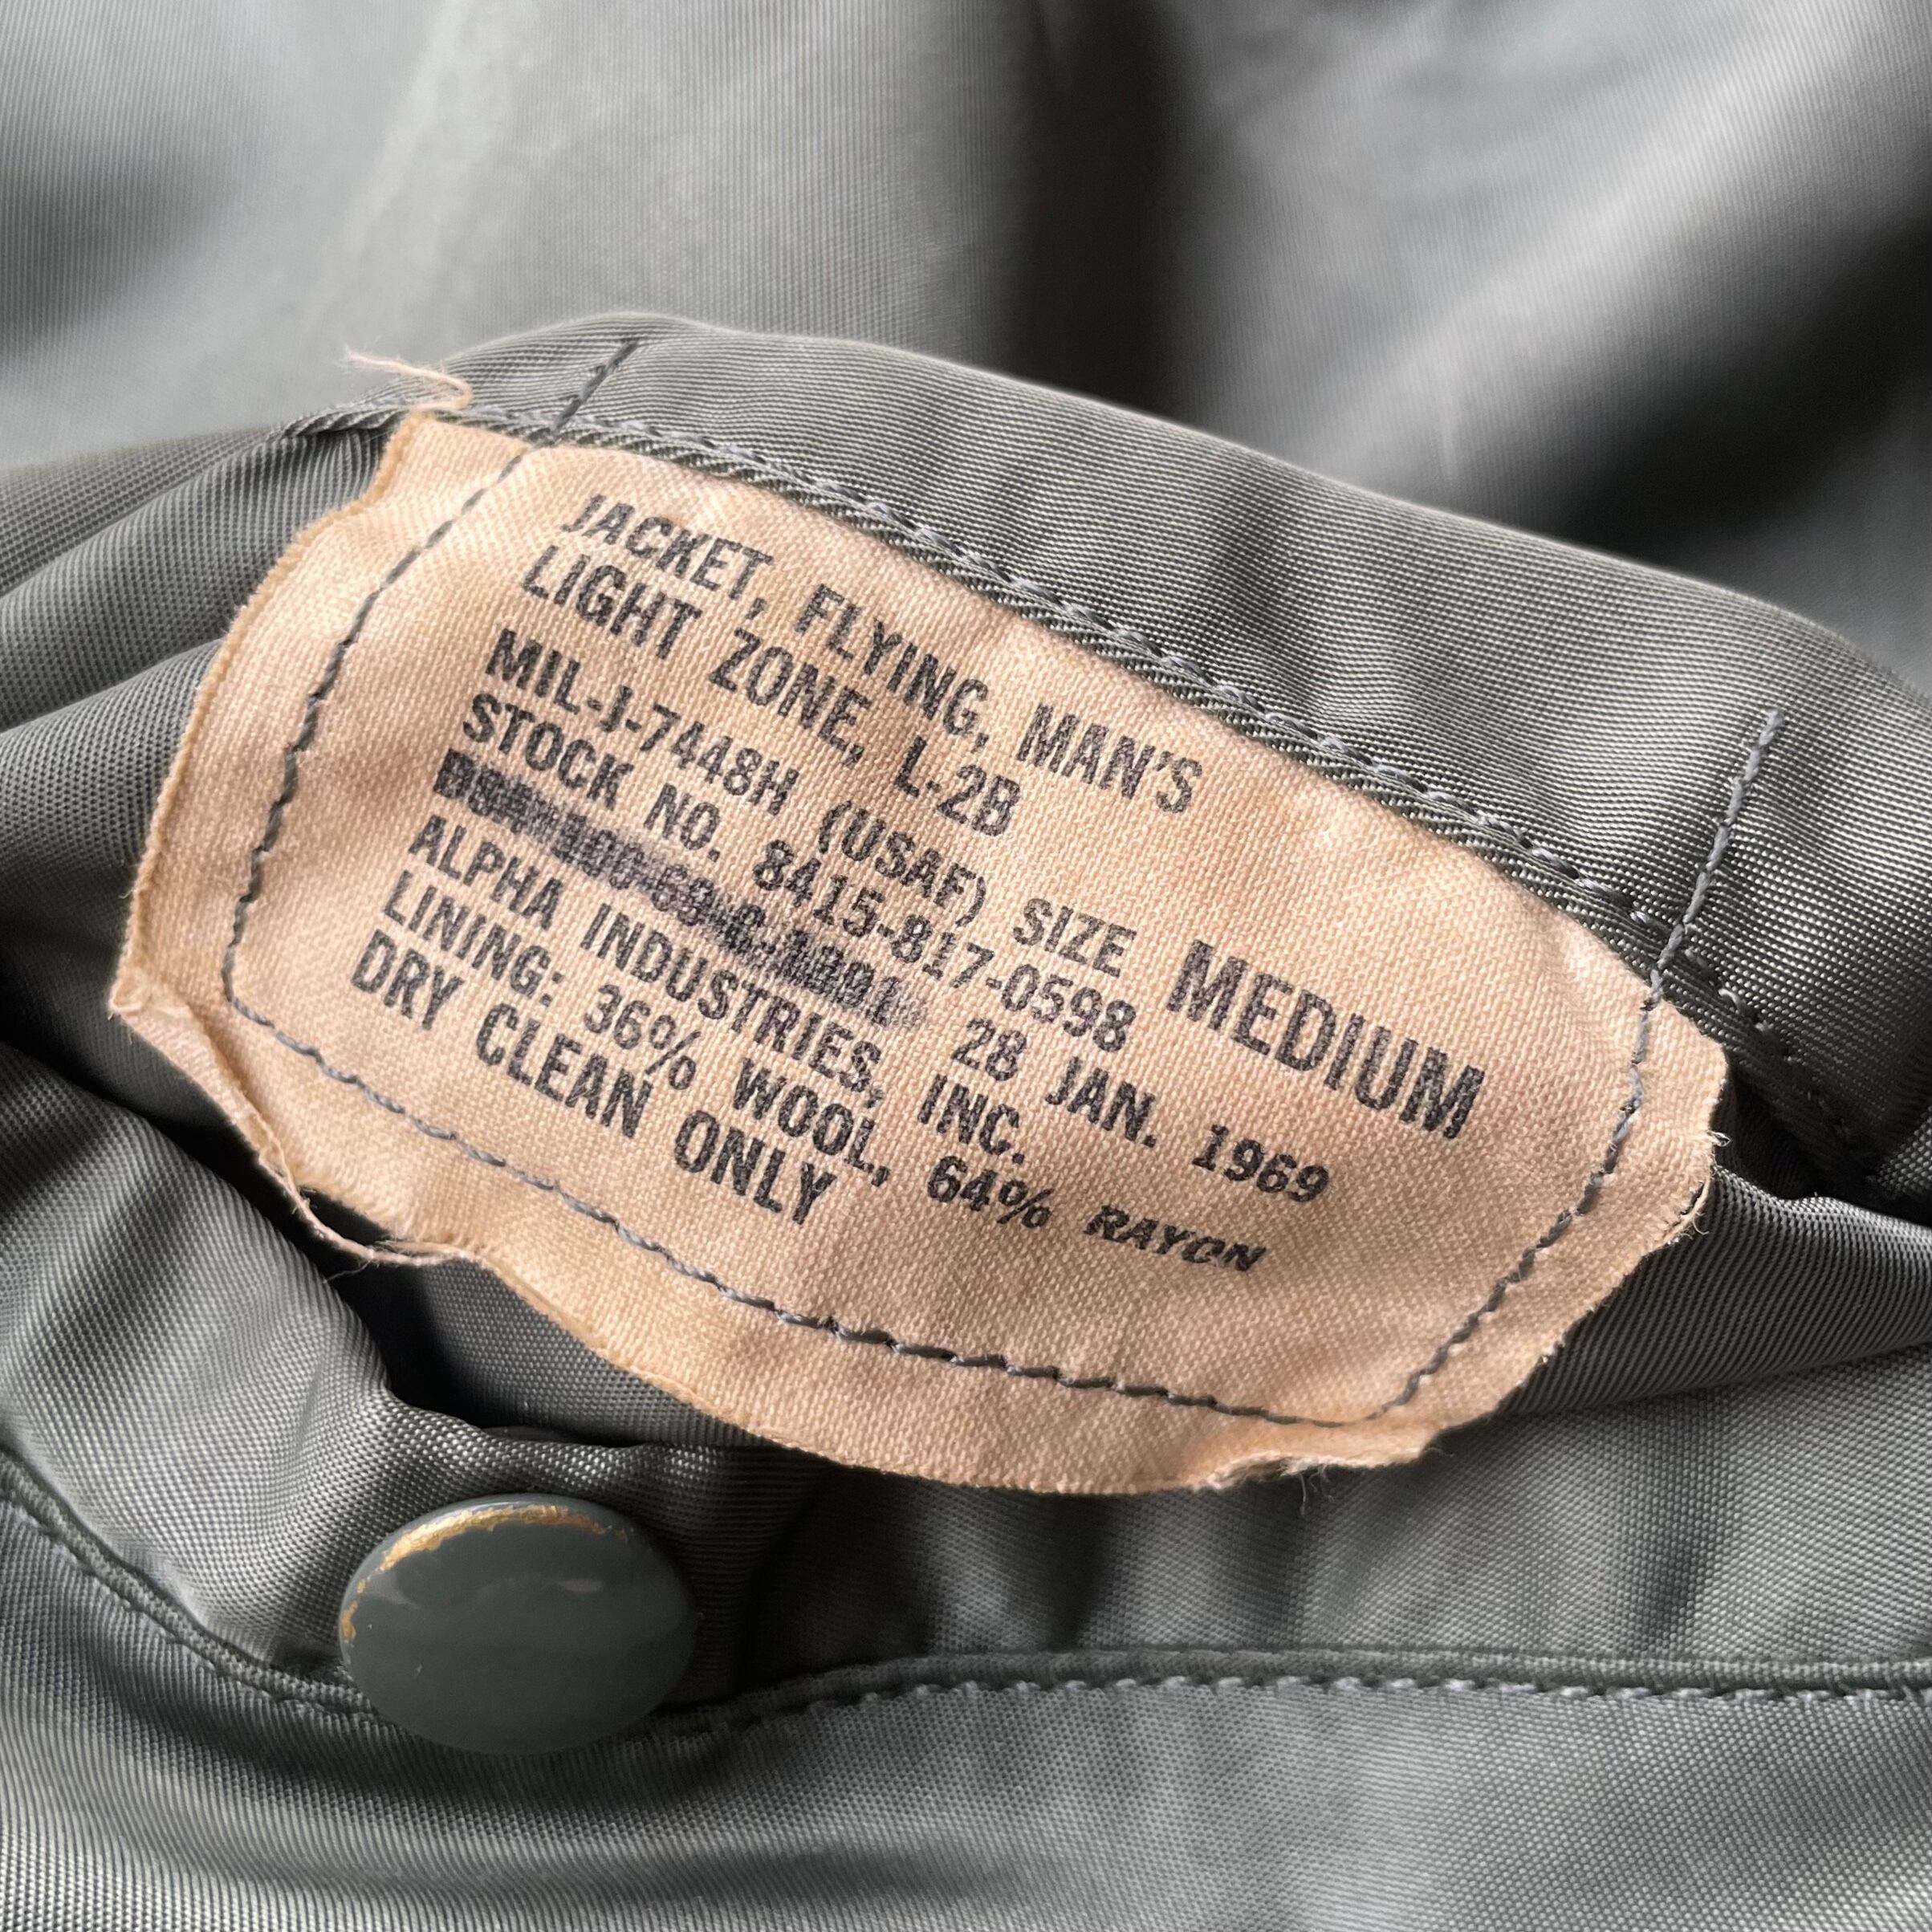 JACKET, FLYING, MAN'S
LIGHT ZONE, L-2B
MIL-J-7448H (USAF) SIZE MEDIUM
STOCK NO. 8415-817-0598
28 JAN. 1969
ALPHA INDUSTRIES, INC.
LINING: 36% WOOL, 64% RAYON
DRY CLEAN ONLY